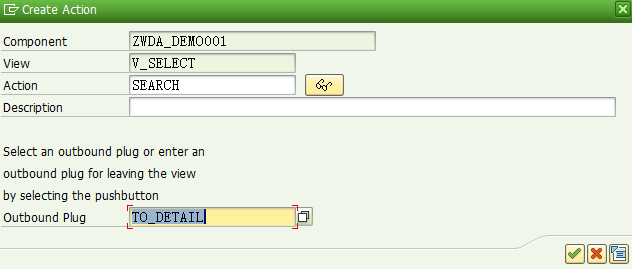 Create Action
Component ZWDA_DEMO001
View V_SELECT
Action SEARCH
Description
Select an outbound plug or enter an
outbound plug for leaving the view
by selecting the pushbutton
Outbound Plug TO_DETAIL